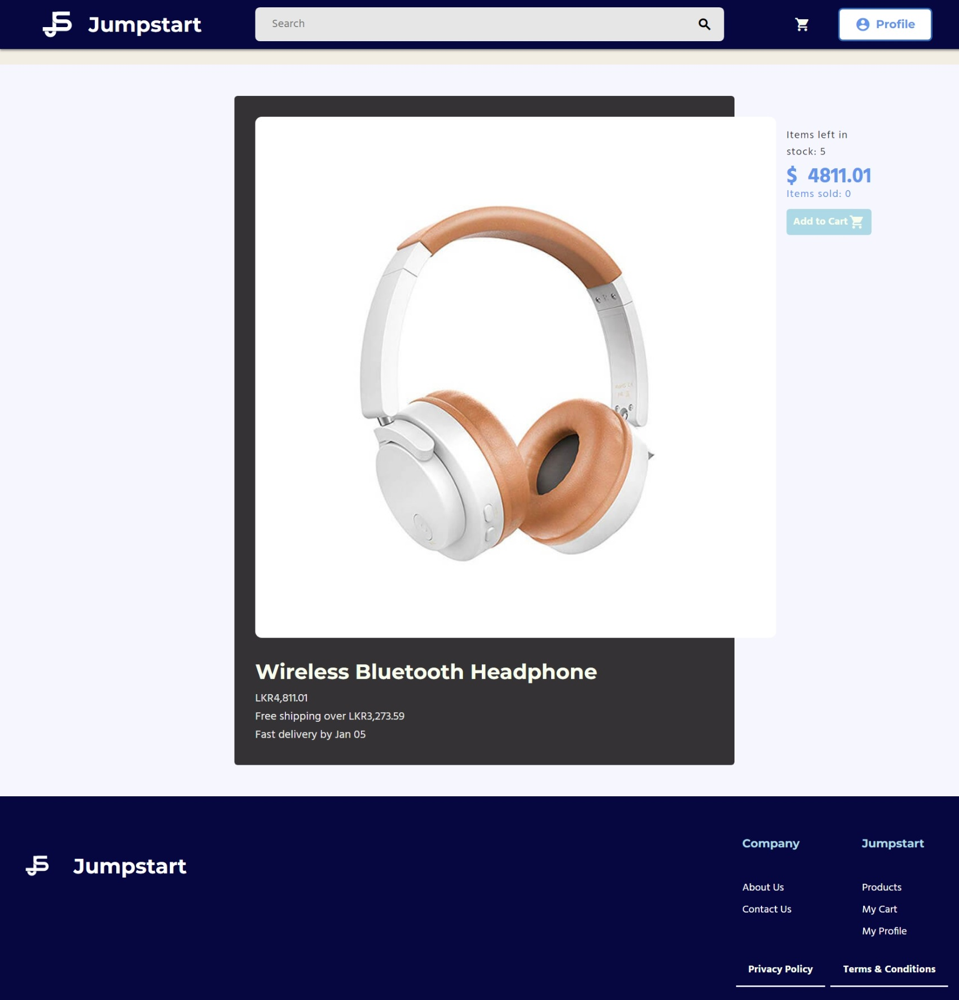 Jumpstart
Search
Profile
Items left in
stock: 5
$ 4811.01
Items sold: 0
Add to Cart
Wireless Bluetooth Headphone
LKR4,811.01
Free shipping over LKR3,273.59
Fast delivery by Jan 05
Jumpstart
Company
About Us
Contact Us
Jumpstart
Products
My Cart
My Profile
Privacy Policy
Terms & Conditions